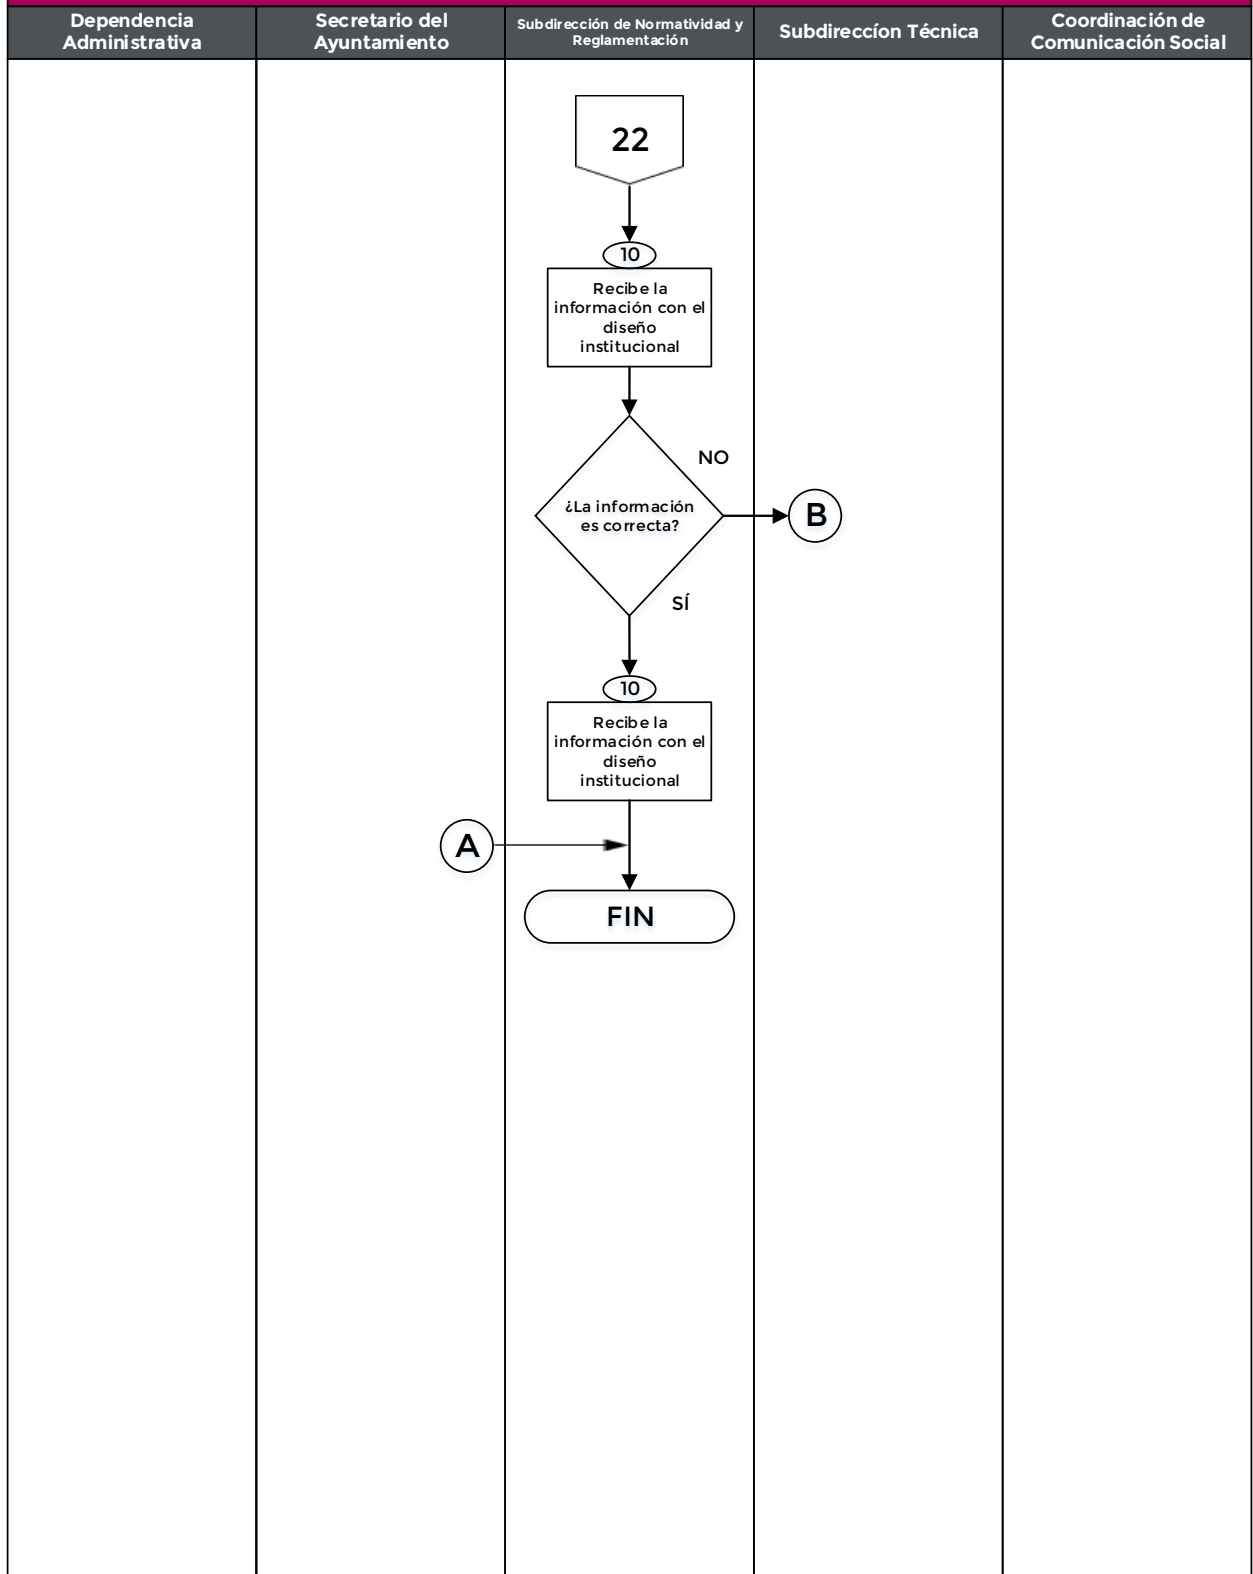 Dependencia
Administrativa
Secretario del
Ayuntamiento
Subdirección de Normatividad y
Reglamentación
Subdireccíon Técnica
Coordinación de
Comunicación Social
22
10
Recibe la
información con el
diseño
institucional
NO
¿La información
es correcta?
B
SÍ
10
Recibe la
información con el
diseño
institucional
A
FIN